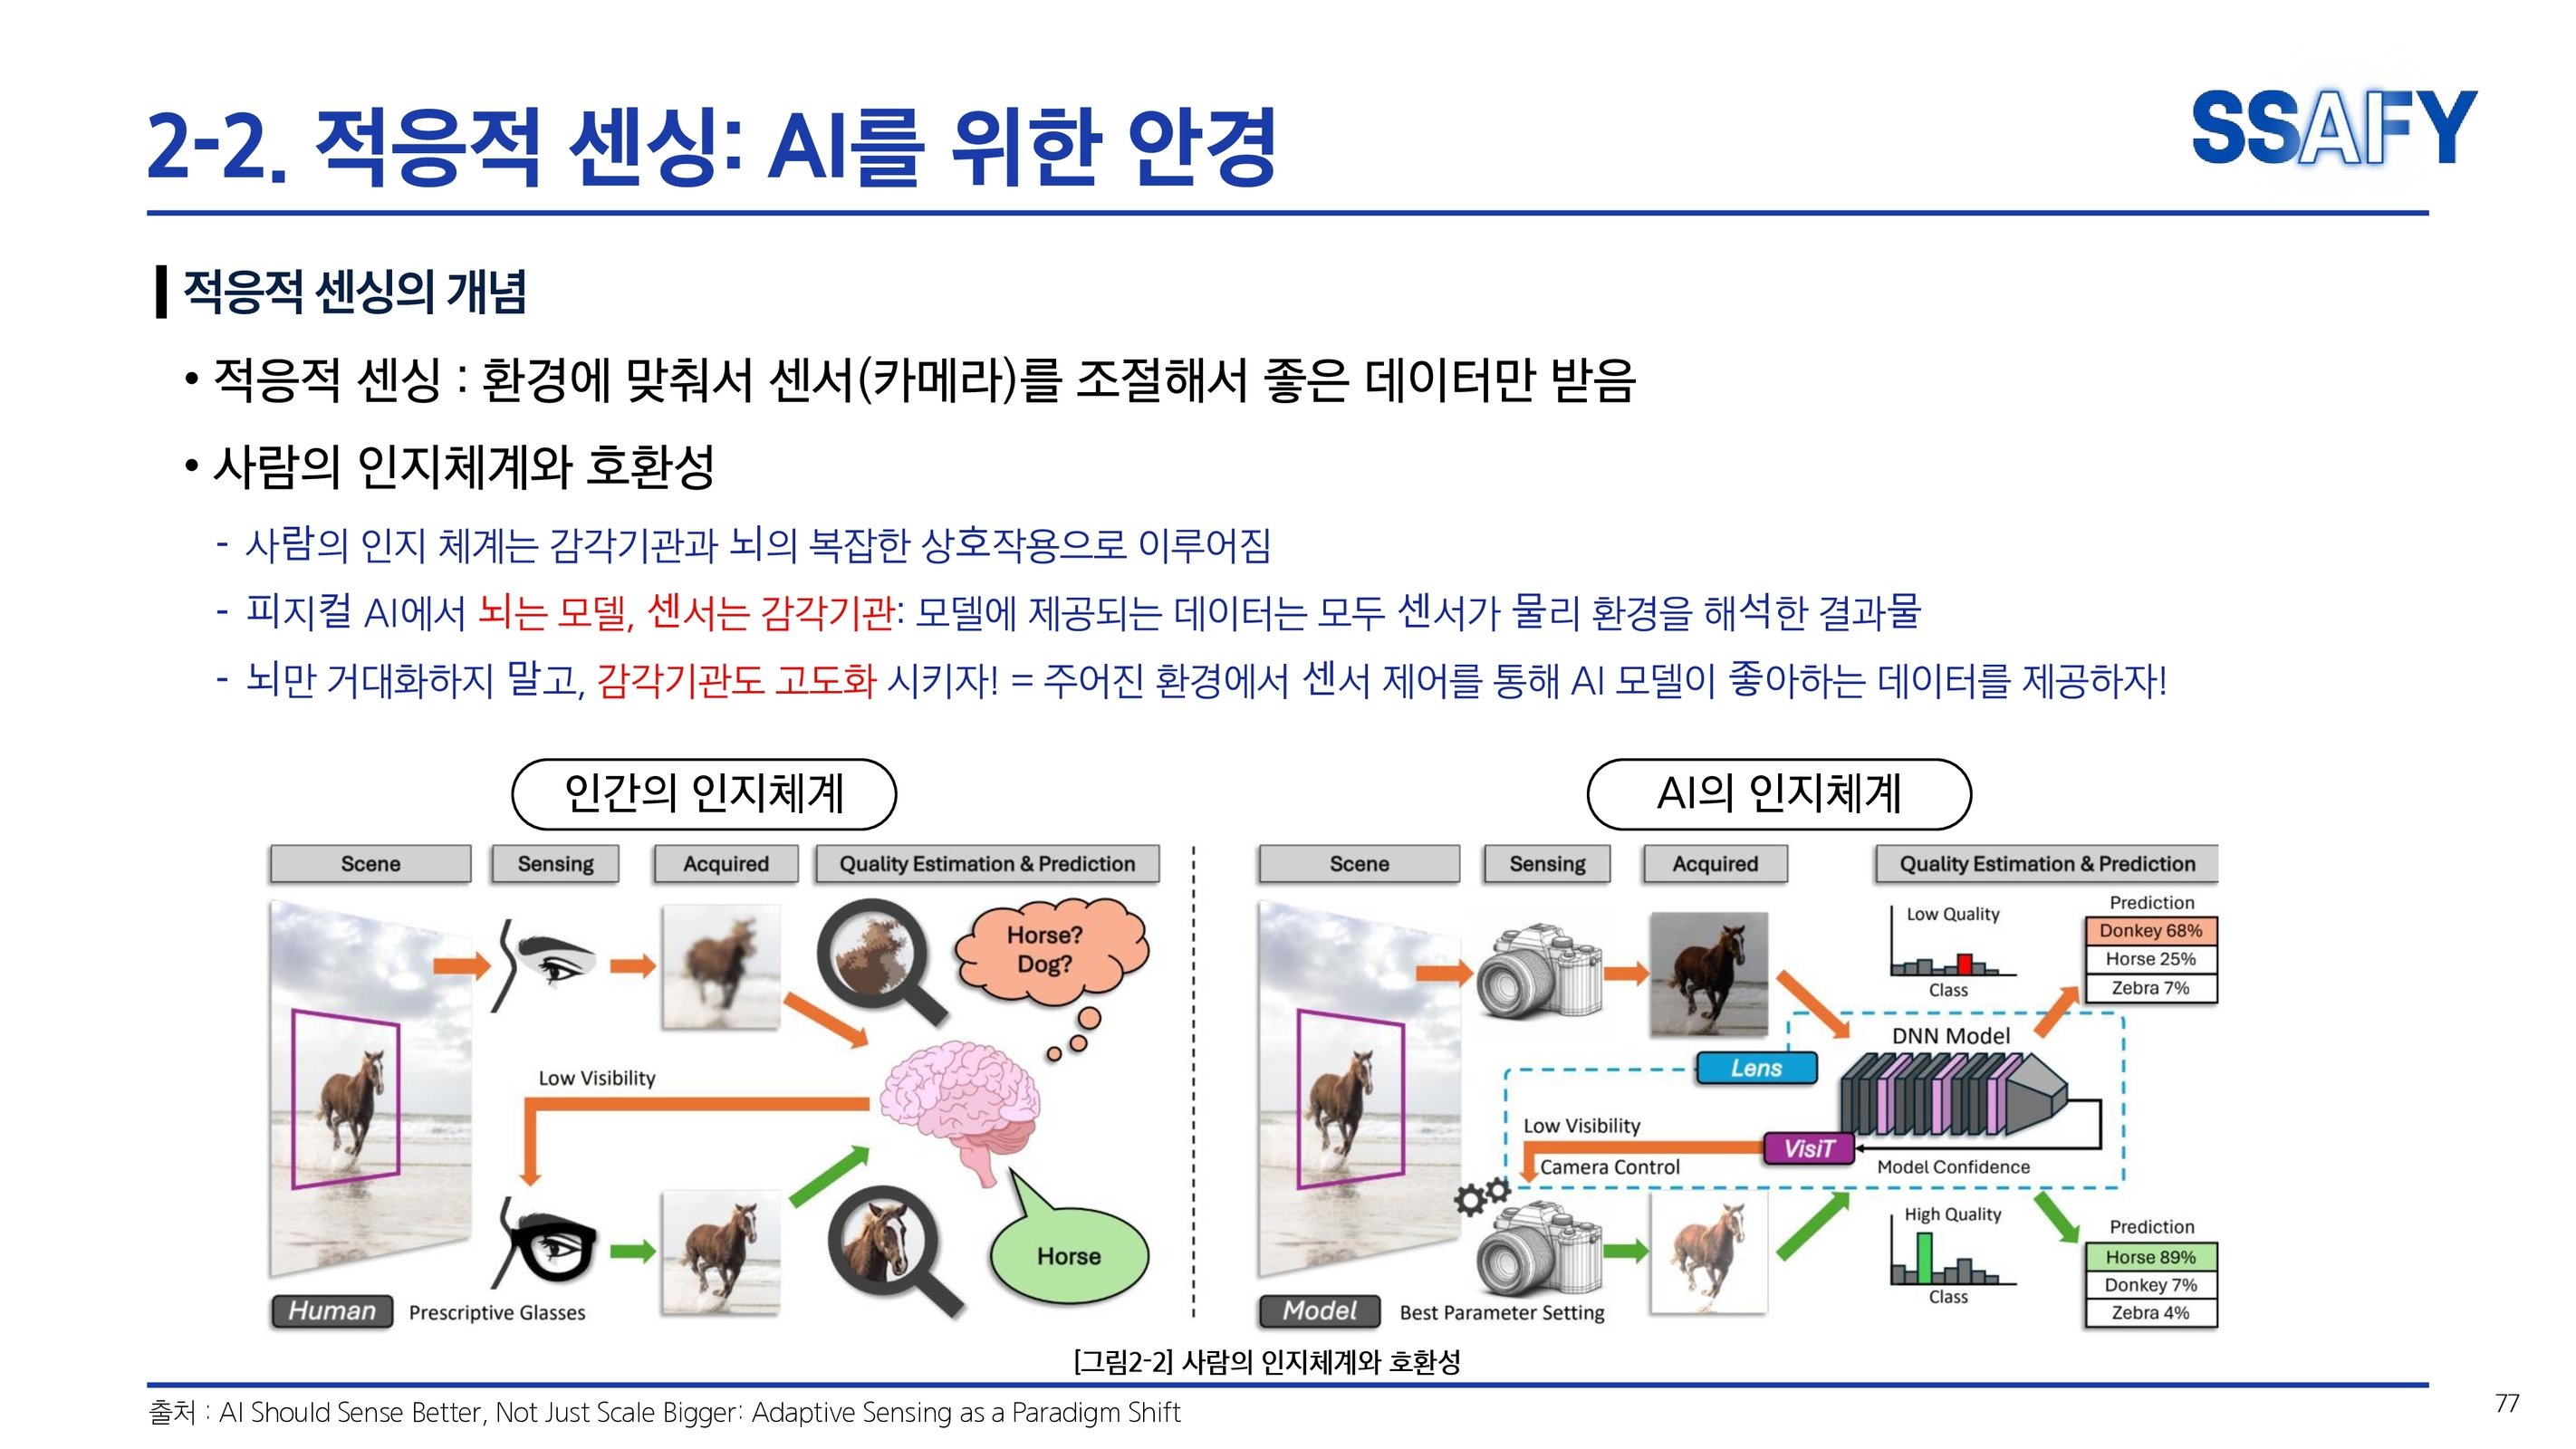 2-2. 적응적 센싱: AI를 위한 안경
SSAFY
적응적 센싱의 개념
• 적응적 센싱 : 환경에 맞춰서 센서(카메라)를 조절해서 좋은 데이터만 받음
• 사람의 인지체계와 호환성
- 사람의 인지 체계는 감각기관과 뇌의 복잡한 상호작용으로 이루어짐
- 피지컬 AI에서 뇌는 모델, 센서는 감각기관: 모델에 제공되는 데이터는 모두 센서가 물리 환경을 해석한 결과물
- 뇌만 거대화하지 말고, 감각기관도 고도화 시키자! = 주어진 환경에서 센서 제어를 통해 AI 모델이 좋아하는 데이터를 제공하자!
인간의 인지체계
Scene
Sensing
Acquired
Quality Estimation & Prediction
Horse?
Dog?
Low Visibility
Horse
Human
Prescriptive Glasses
AI의 인지체계
Scene
Sensing
Acquired
Quality Estimation & Prediction
Low Quality
Class
Prediction
Donkey 68%
Horse 25%
Zebra 7%
DNN Model
Lens
Low Visibility
VisiT
Camera Control
Model Confidence
High Quality
Class
Prediction
Horse 89%
Donkey 7%
Zebra 4%
Model
Best Parameter Setting
[그림2-2] 사람의 인지체계와 호환성
출처 : AI Should Sense Better, Not Just Scale Bigger: Adaptive Sensing as a Paradigm Shift
77